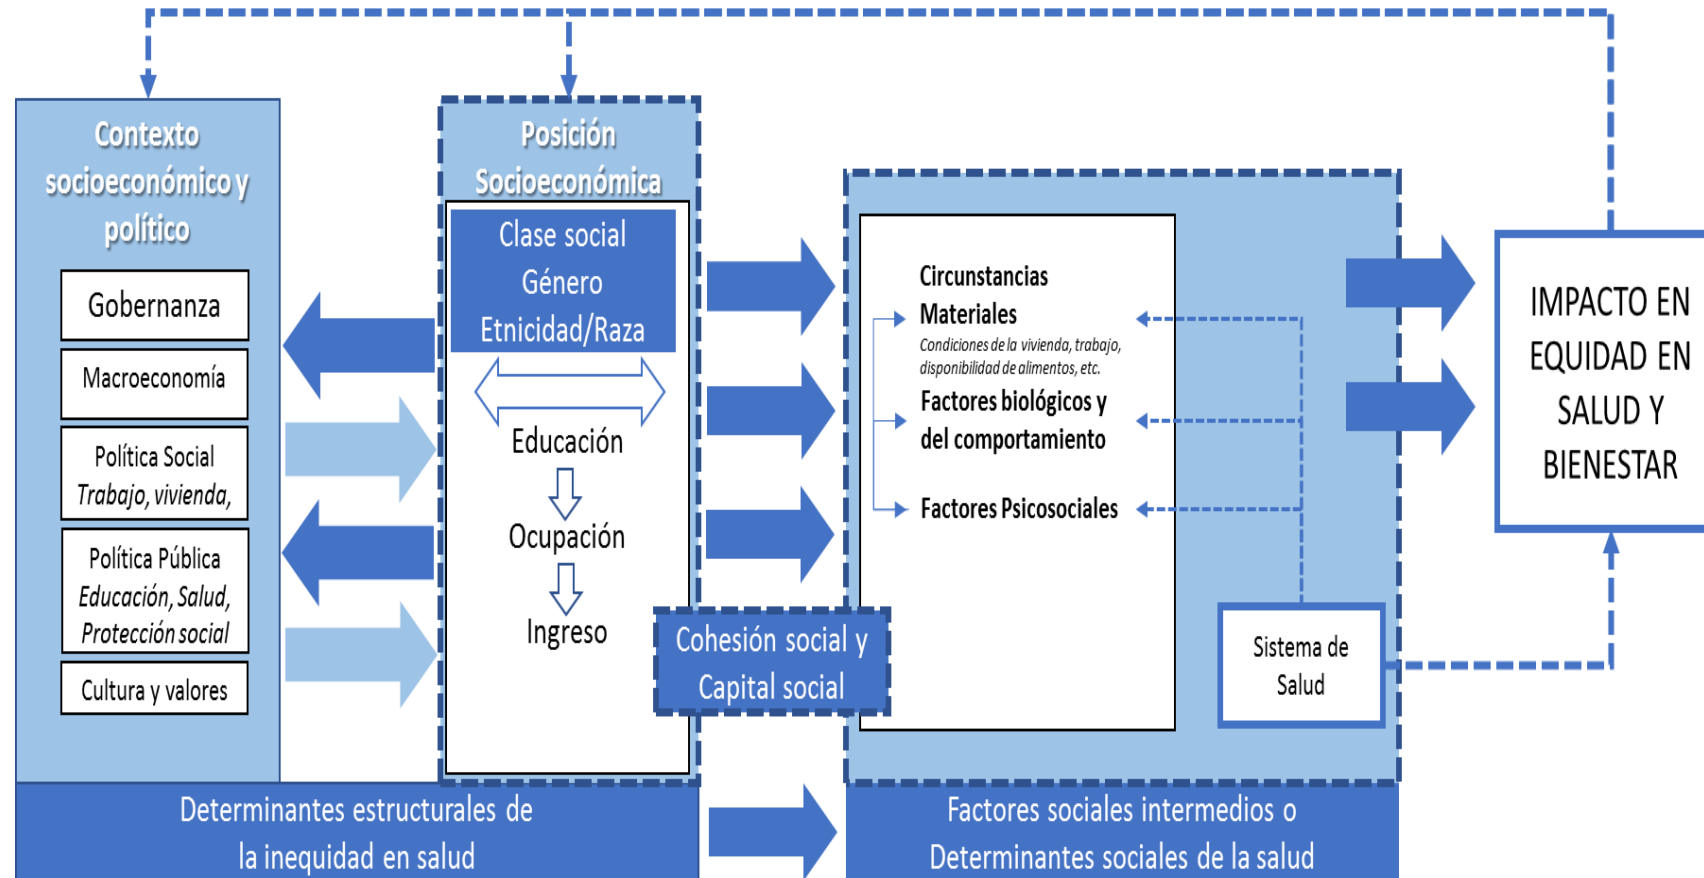 Contexto
socioeconómico y
político
Gobernanza
Macroeconomía
Política Social
Trabajo, vivienda,
Política Pública
Educación, Salud,
Protección social
Cultura y valores
Posición
Socioeconómica
Clase social
Género
Etnicidad/Raza
Educación
Ocupación
Ingreso
Cohesión social y
Capital social
Circunstancias
Materiales
Condiciones de la vivienda, trabajo,
disponibilidad de alimentos, etc.
Factores biológicos y
del comportamiento
Factores Psicosociales
Sistema de
Salud
IMPACTO EN
EQUIDAD EN
SALUD Y
BIENESTAR
Determinantes estructurales de
la inequidad en salud
Factores sociales intermedios o
Determinantes sociales de la salud